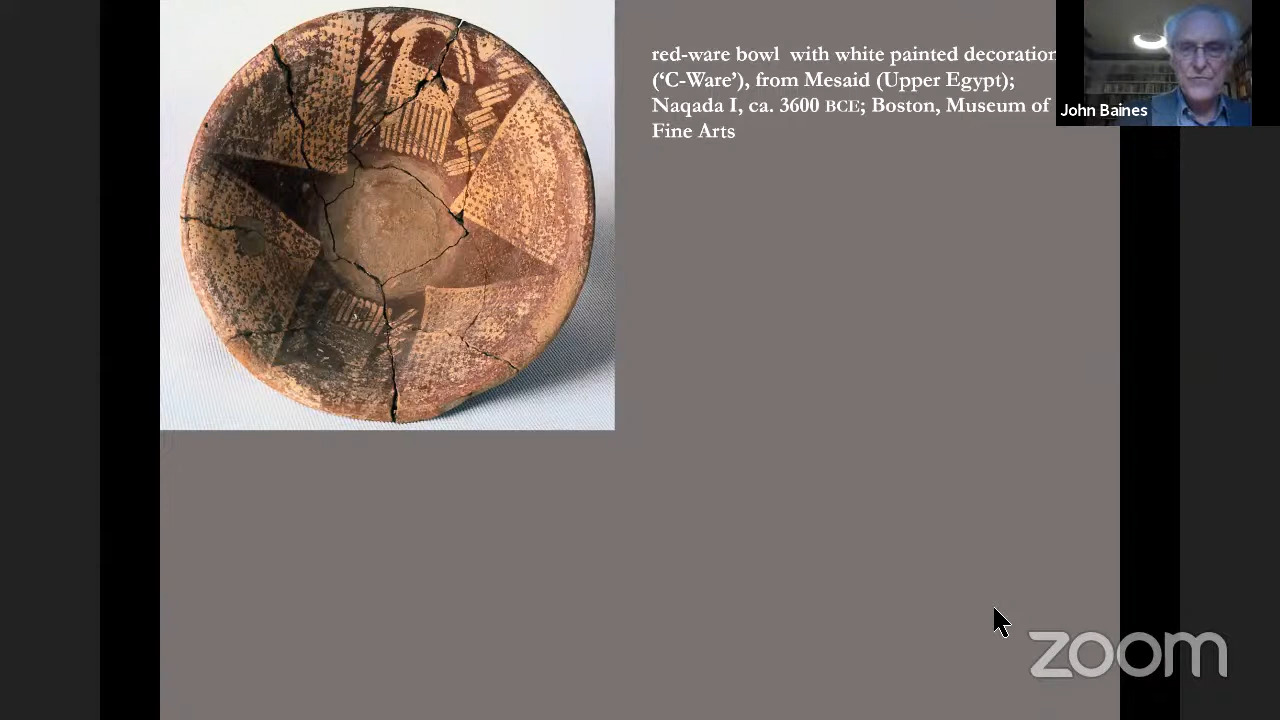 red-ware bowl with white painted decoration
(‘C-Ware’), from Mesaid (Upper Egypt);
Naqada I, ca. 3600 BCE; Boston, Museum of
Fine Arts
John Baines
zoom